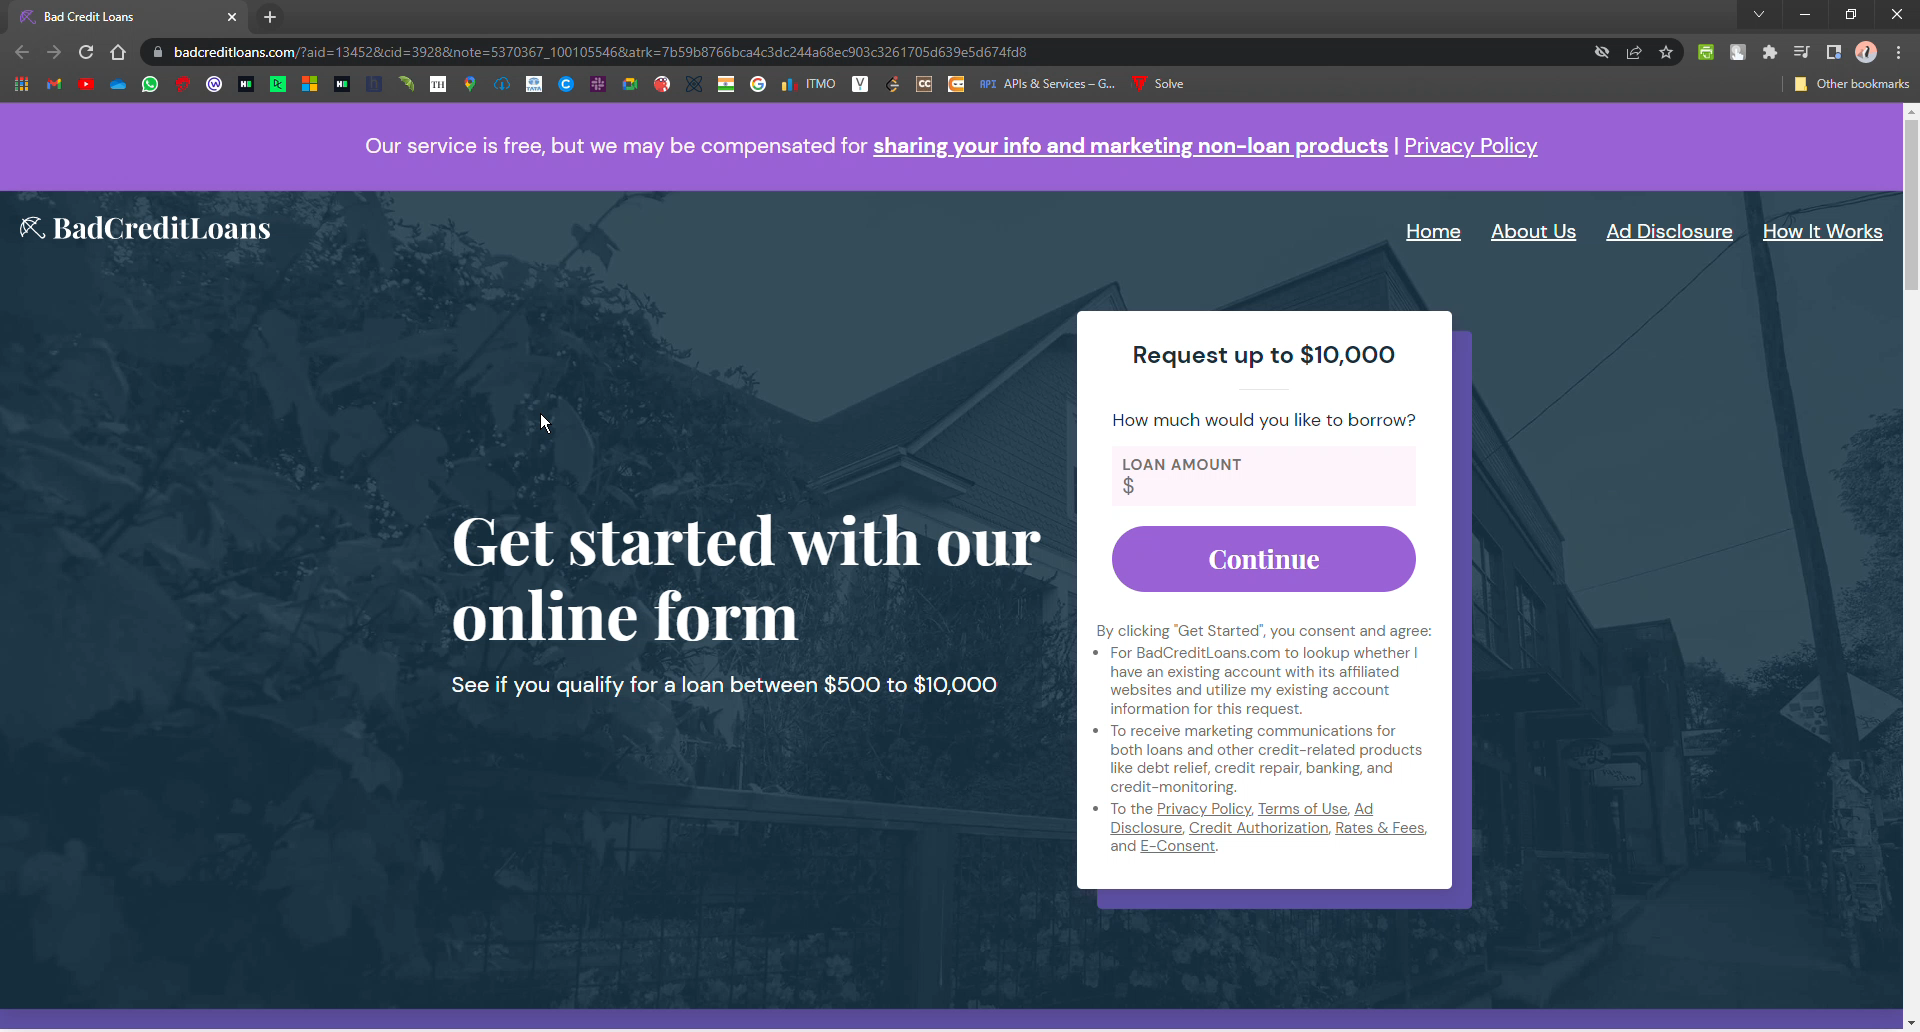 Bad Credit Loans
badcreditloans.com/?aid=13452&cid=3928&note=5370367_100105546&atrk=7b59b8766bca4c3dc244a68ec903c3261705d639e5d674fd8
ITMO
API APIs & Services – G...
Solve
Other bookmarks
Our service is free, but we may be compensated for sharing your info and marketing non-loan products | Privacy Policy
BadCreditLoans
Home About Us Ad Disclosure How It Works
Get started with our
online form
See if you qualify for a loan between $500 to $10,000
Request up to $10,000
How much would you like to borrow?
LOAN AMOUNT
$
Continue
By clicking "Get Started", you consent and agree:
• For BadCreditLoans.com to lookup whether I
have an existing account with its affiliated
websites and utilize my existing account
information for this request.
• To receive marketing communications for
both loans and other credit-related products
like debt relief, credit repair, banking, and
credit-monitoring.
• To the Privacy Policy, Terms of Use, Ad
Disclosure, Credit Authorization, Rates & Fees,
and E-Consent.